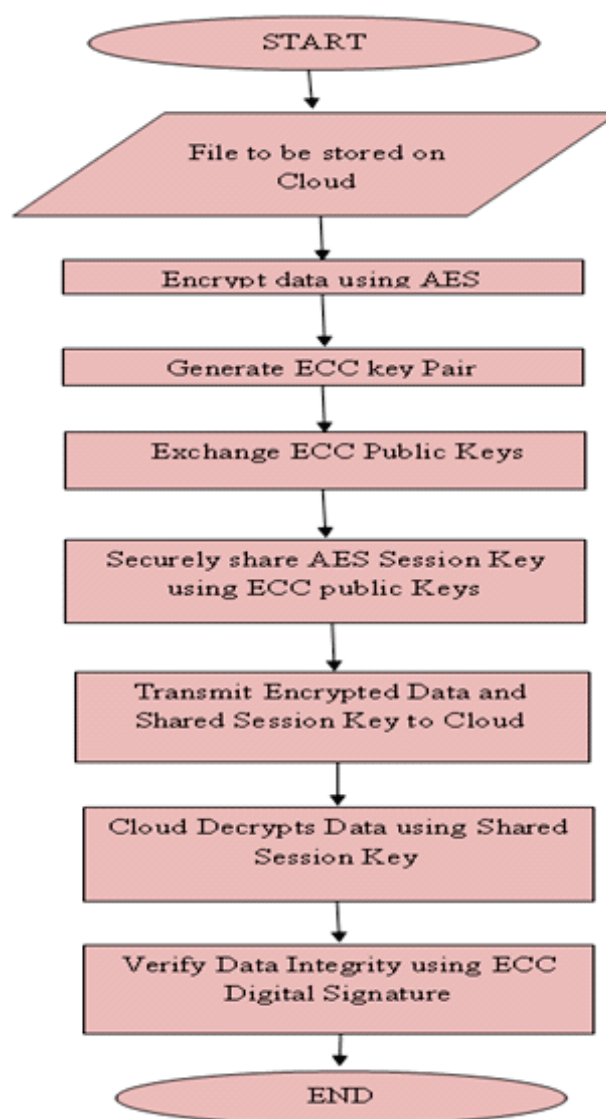 START
File to be stored on
Cloud
Encrypt data using AES
Generate ECC key Pair
Exchange ECC Public Keys
Securely share AES Session Key
using ECC public Keys
Transmit Encrypted Data and
Shared Session Key to Cloud
Cloud Decrypts Data using Shared
Session Key
Verify Data Integrity using ECC
Digital Signature
END